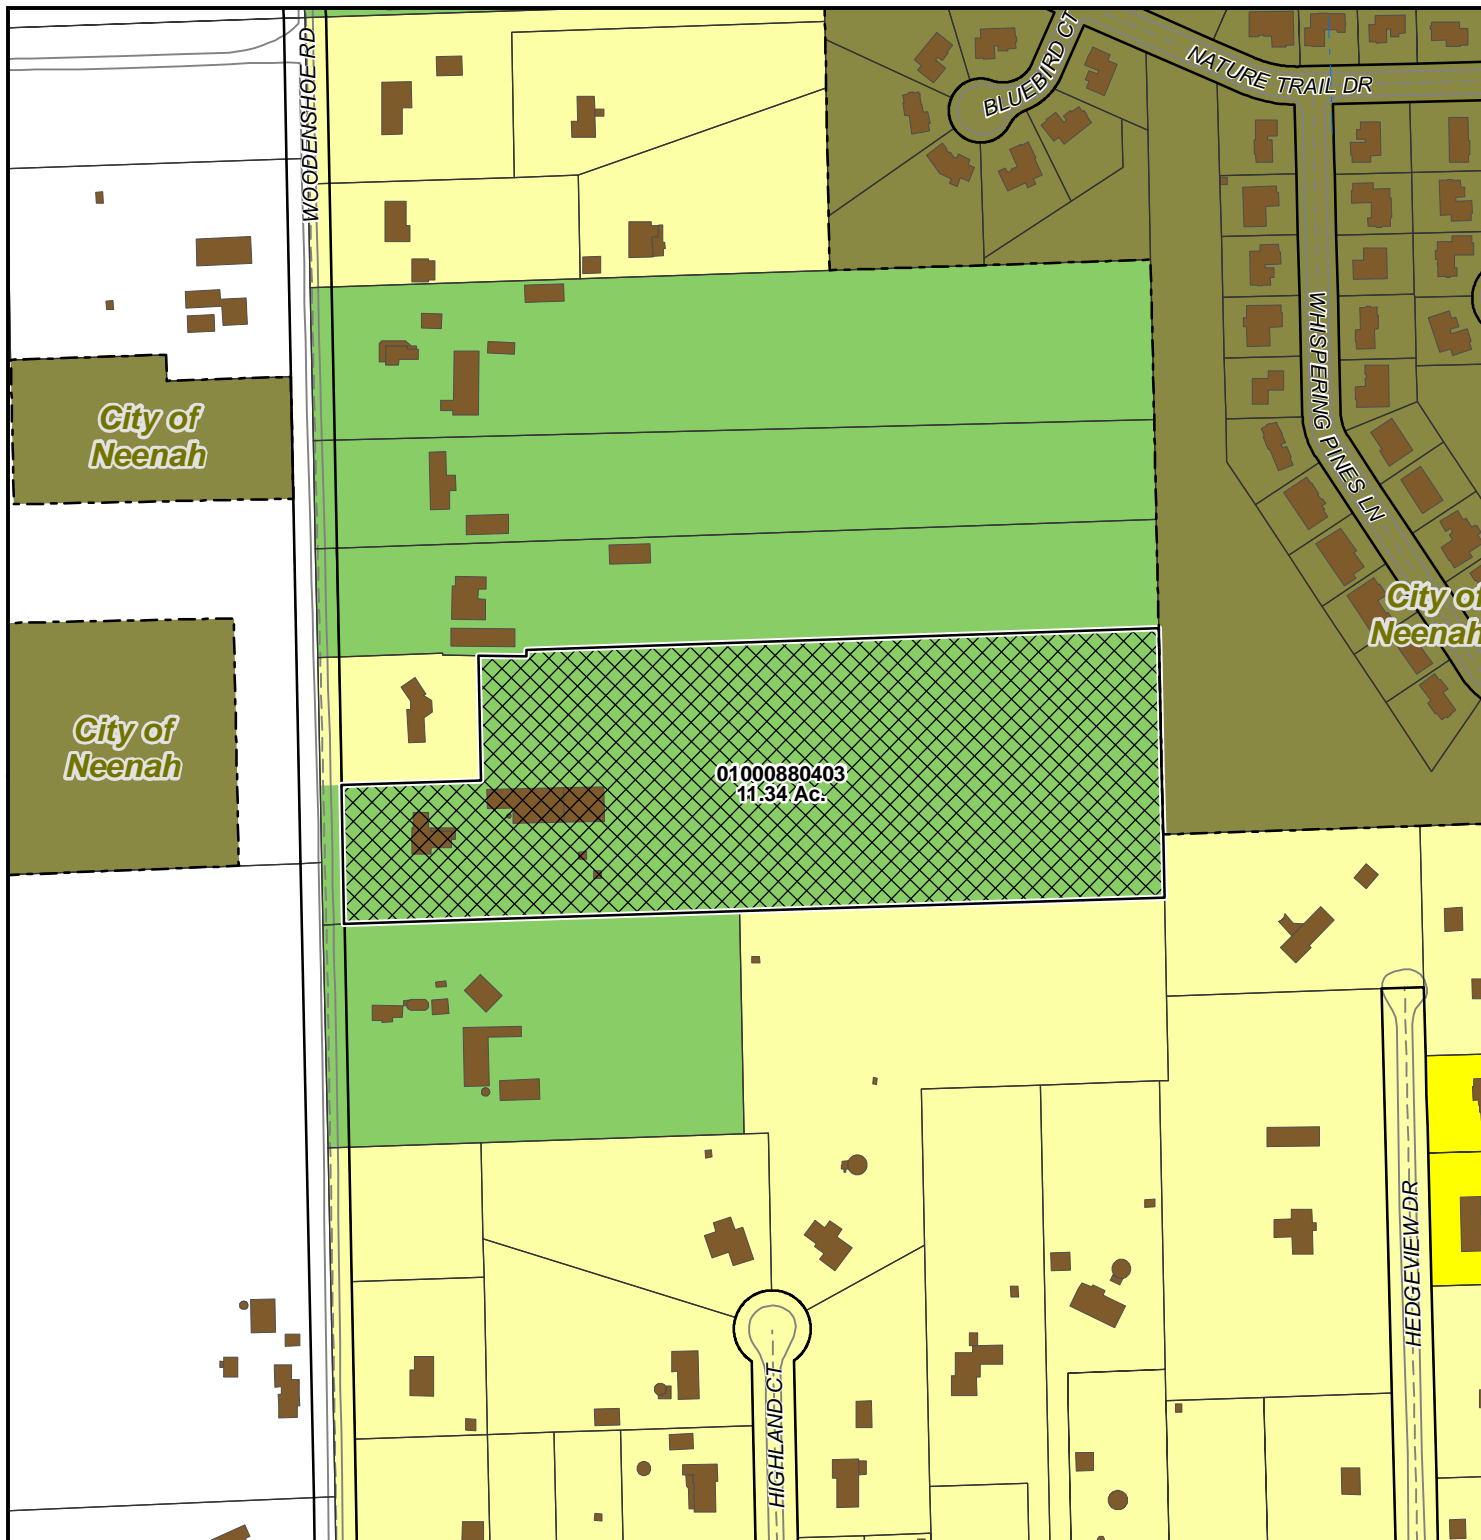 WOODENSHOE RD
BLUEBIRD CT
NATURE TRAIL DR
WHISPERING PINES LN
City of
Neenah
City of
Neenah
City of
Neenah
01000880403
11.34 Ac.
HIGHLAND CT
HEDGEVIEW DR